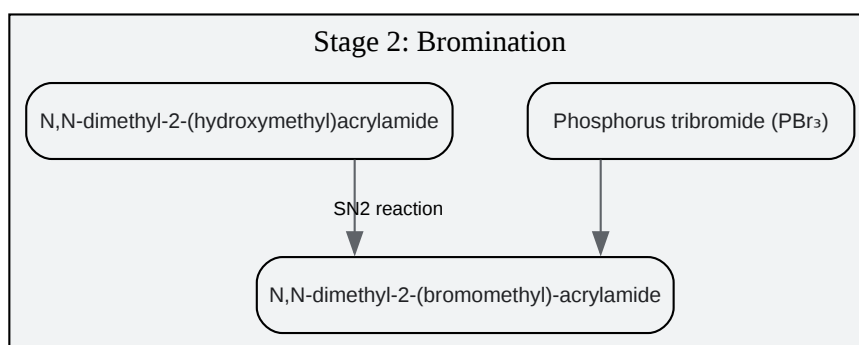 Stage 2: Bromination
N,N-dimethyl-2-(hydroxymethyl)acrylamide
Phosphorus tribromide (PBr₃)
SN2 reaction
N,N-dimethyl-2-(bromomethyl)-acrylamide